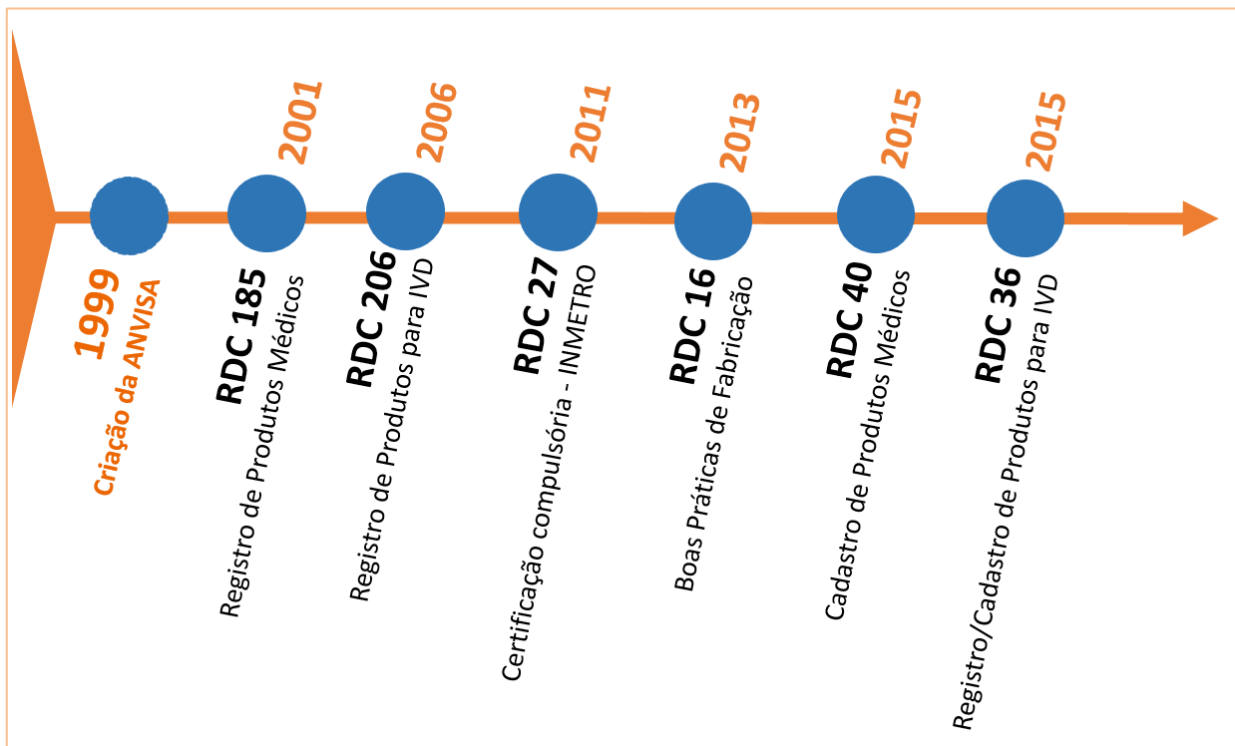 1999
Criação da ANVISA
2001
RDC 185
Registro de Produtos Médicos
2006
RDC 206
Registro de Produtos para IVD
2011
RDC 27
Certificação compulsória - INMETRO
2013
RDC 16
Boas Práticas de Fabricação
2015
RDC 40
Cadastro de Produtos Médicos
2015
RDC 36
Registro/Cadastro de Produtos para IVD